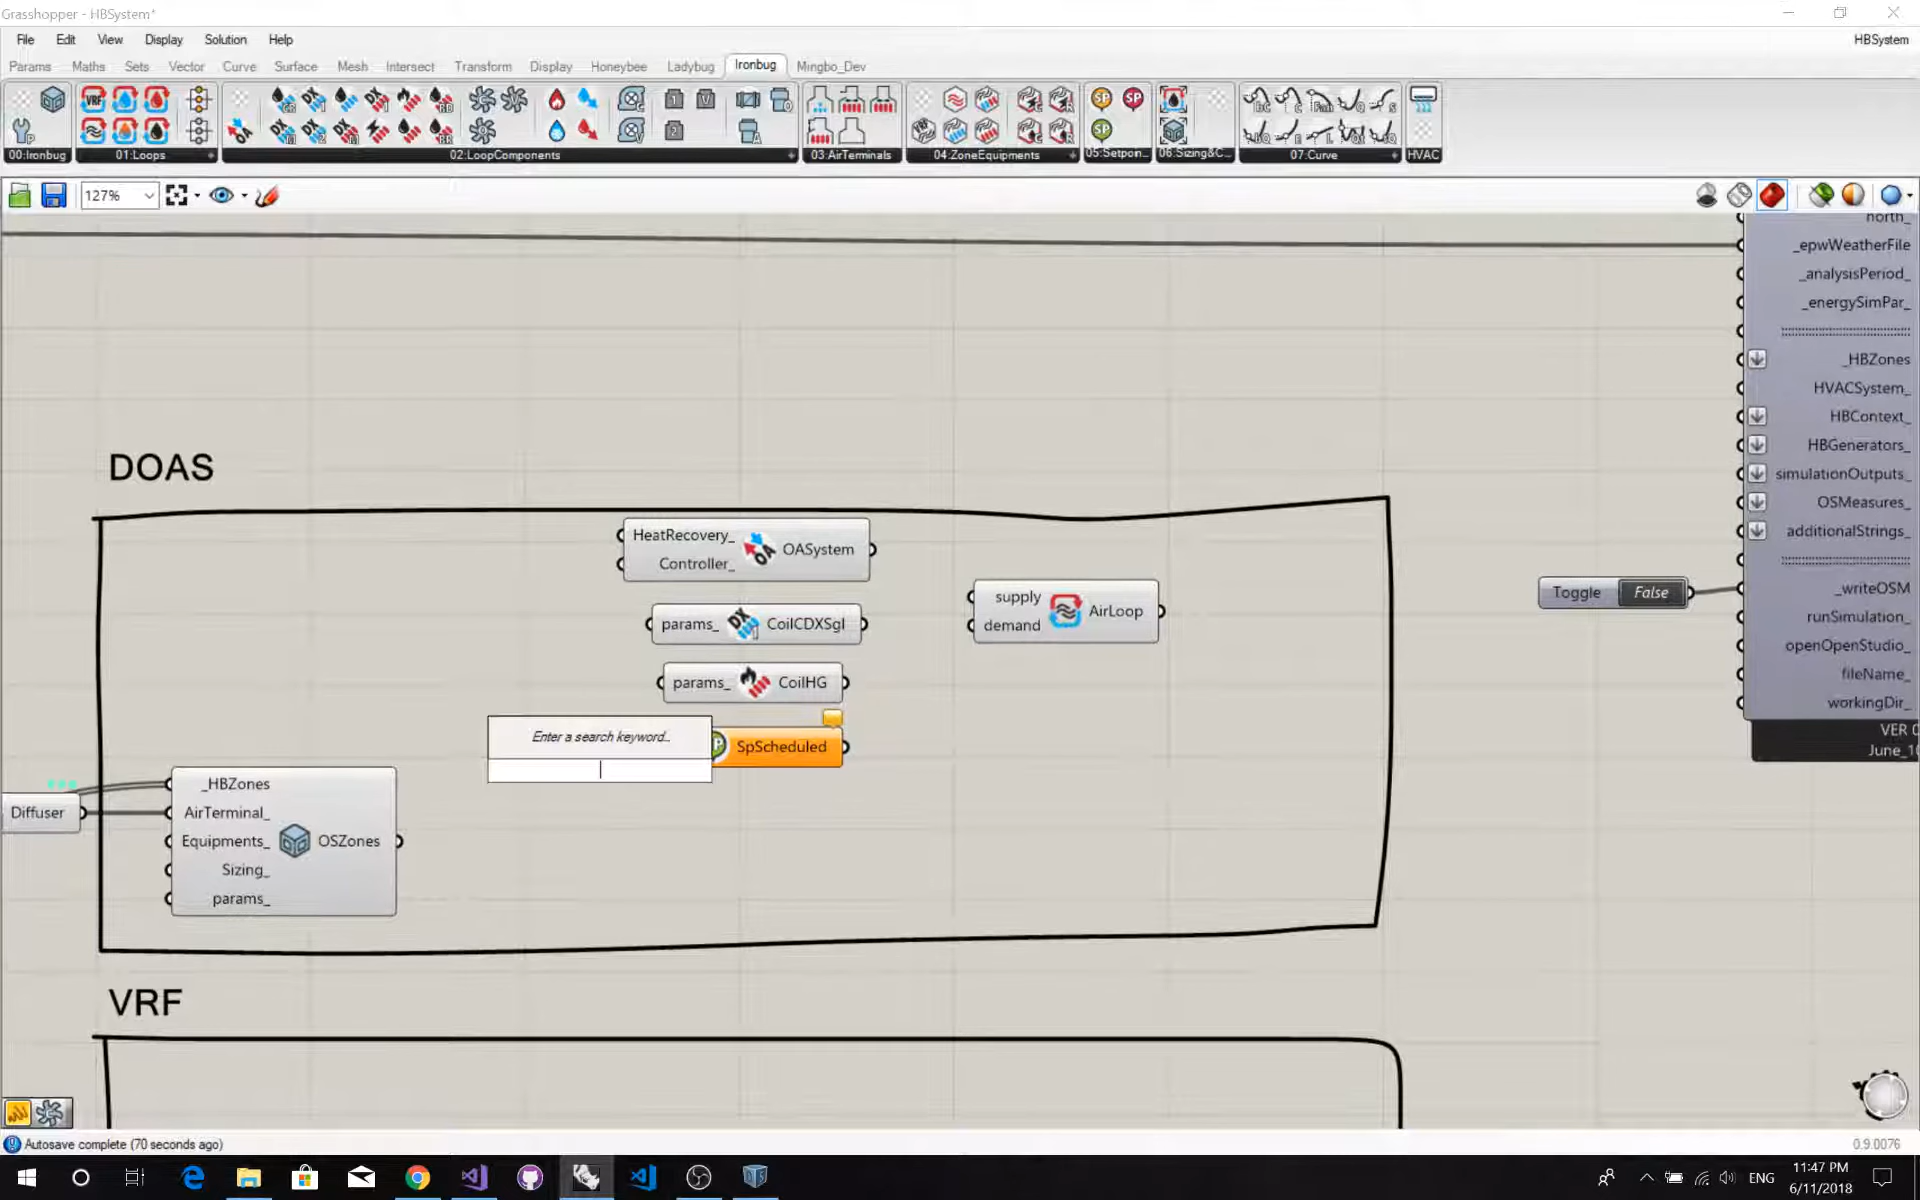 Grasshopper - HBSystem*
File Edit View Display Solution Help
HBSystem
Params Maths Sets Vector Curve Surface Mesh Intersect Transform Display Honeybee Ladybug Ironbug Mingbo_Dev
00:Ironbug 01:Loops 02:LoopComponents 03:AirTerminals 04:ZoneEquipments 05:Setpoin... 06:Sizing&C... 07:Curve HVAC
127%
north_
_epwWeatherFile
_analysisPeriod_
_energySimPar_
_HBZones
HVACSystem_
HBContext_
HBGenerators_
simulationOutputs_
OSMeasures_
additionalStrings_
_writeOSM
runSimulation_
openOpenStudio_
fileName_
workingDir_
Toggle False
DOAS
HeatRecovery_
Controller_
OASystem
params_ CoilCDXSgl
params_ CoilHG
supply
demand
AirLoop
Enter a search keyword...
SpScheduled
Diffuser
_HBZones
AirTerminal_
Equipments_
Sizing_
params_
OSZones
VRF
Autosave complete (70 seconds ago)
0.9.0076
ENG
11:47 PM
6/11/2018